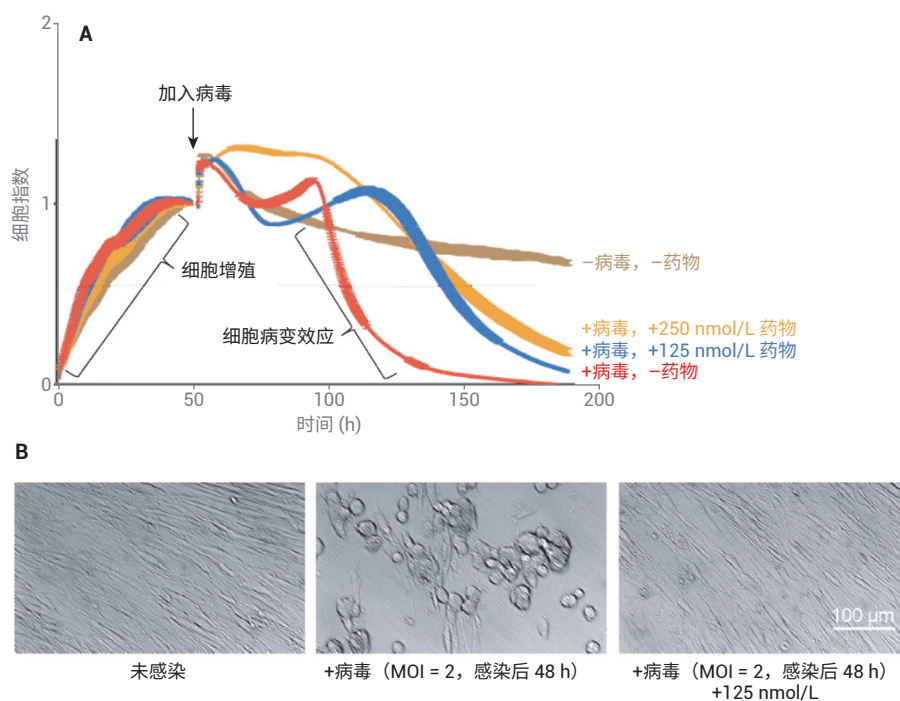 A
2
1
0
细胞指数
加入病毒
细胞增殖
细胞病变效应
−病毒，−药物
+病毒，+250 nmol/L 药物
+病毒，+125 nmol/L 药物
+病毒，−药物
0 50 100 150 200
时间 (h)
B
100 μm
未感染
+病毒（MOI = 2，感染后 48 h）
+病毒（MOI = 2，感染后 48 h）
+125 nmol/L